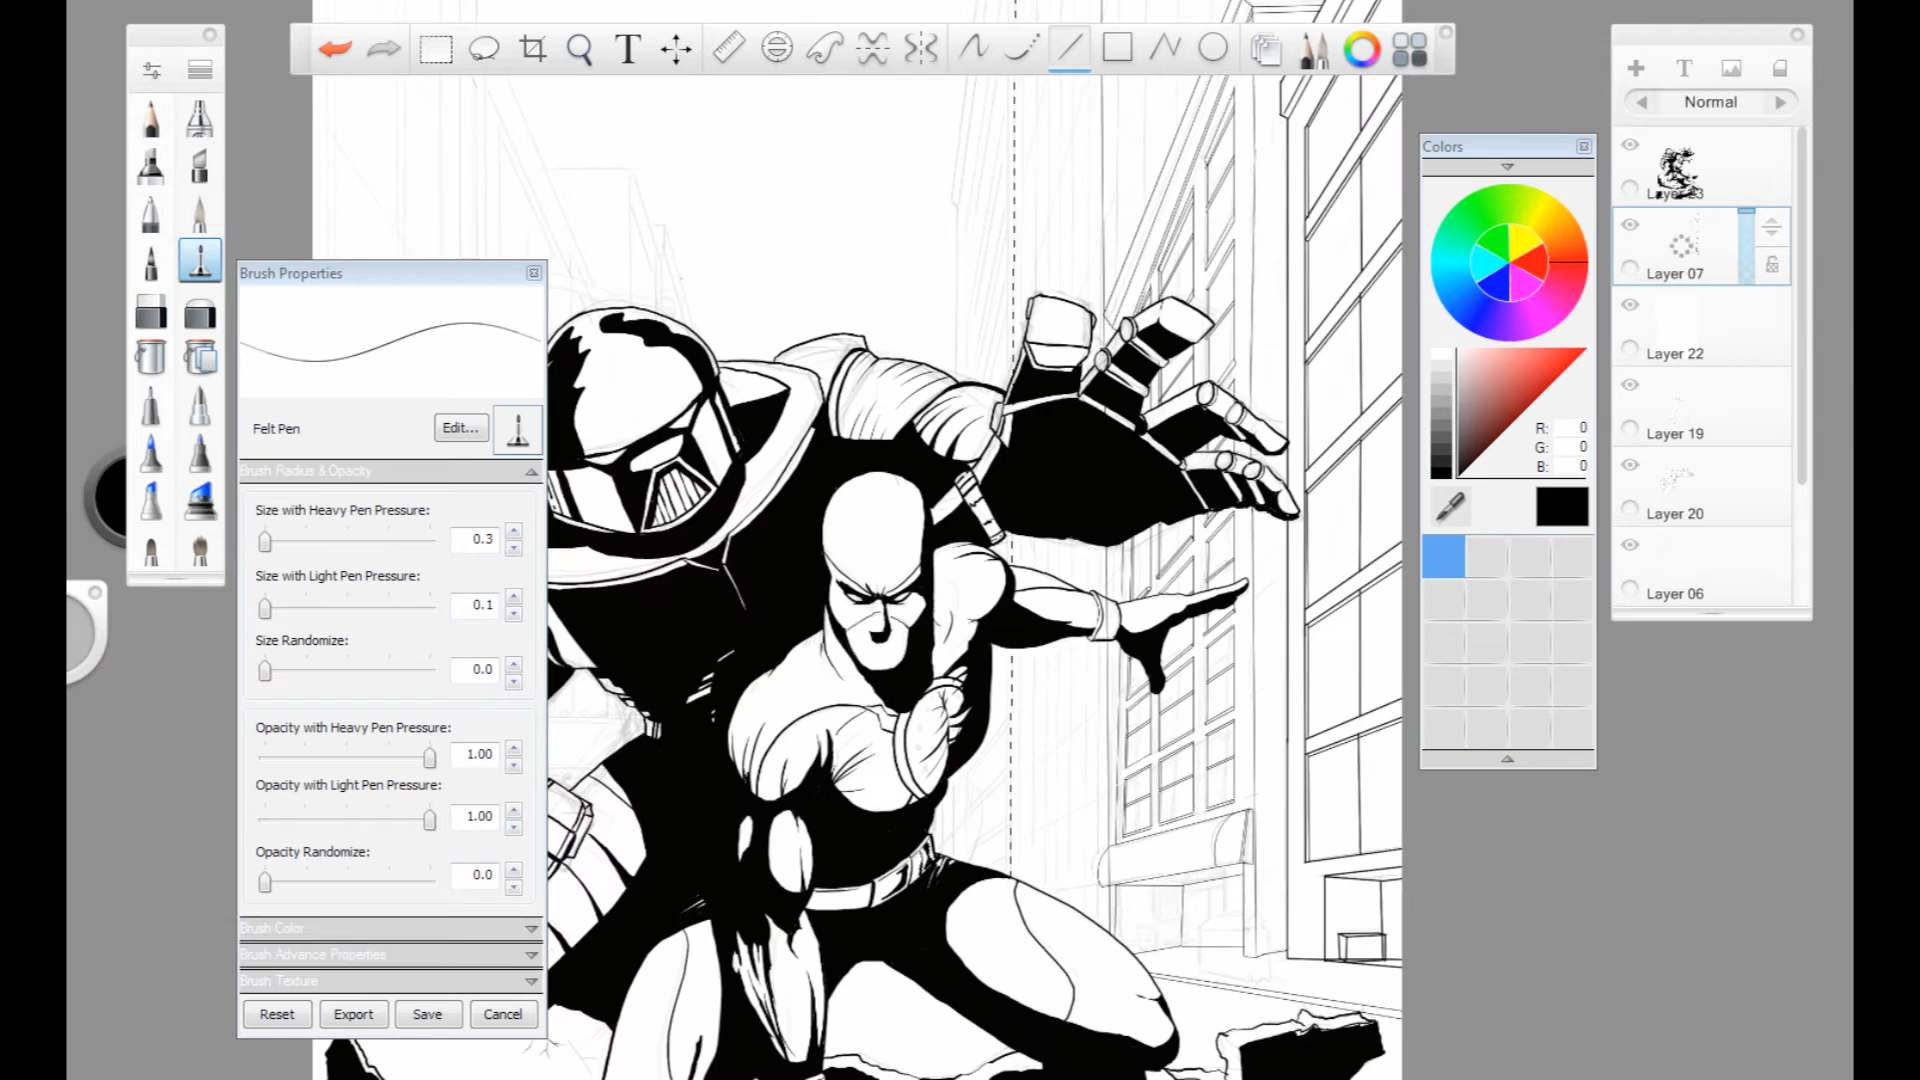 T
T
Normal
Colors
Layer 23
Layer 07
Layer 22
Layer 19
Layer 20
Layer 06
R: 0
G: 0
B: 0
Brush Properties
Felt Pen
Edit...
Brush Radius & Opacity
Size with Heavy Pen Pressure:
0.3
Size with Light Pen Pressure:
0.1
Size Randomize:
0.0
Opacity with Heavy Pen Pressure:
1.00
Opacity with Light Pen Pressure:
1.00
Opacity Randomize:
0.0
Brush Color
Brush Advance Properties
Brush Texture
Reset Export Save Cancel